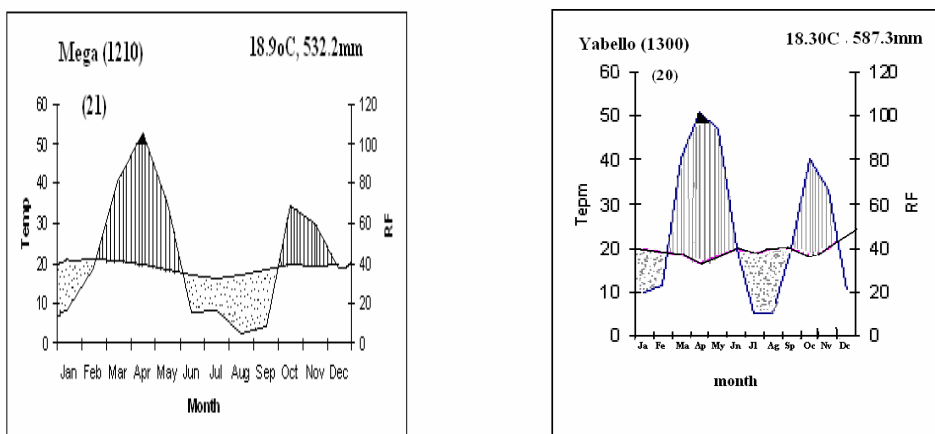 Mega (1210)
18.9oC, 532.2mm
(21)
60
50
40
30
20
10
0
Temp
120
100
80
60
40
20
0
RF
Jan Feb Mar Apr May Jun Jul Aug Sep Oct Nov Dec
Month
Yabello (1300)
18.30C . 587.3mm
(20)
60
50
40
30
20
10
0
Tepm
120
100
80
60
40
20
0
RF
Ja Fe Ma Ap My Jn Jl Ag Sp Oc Nv Dc
month